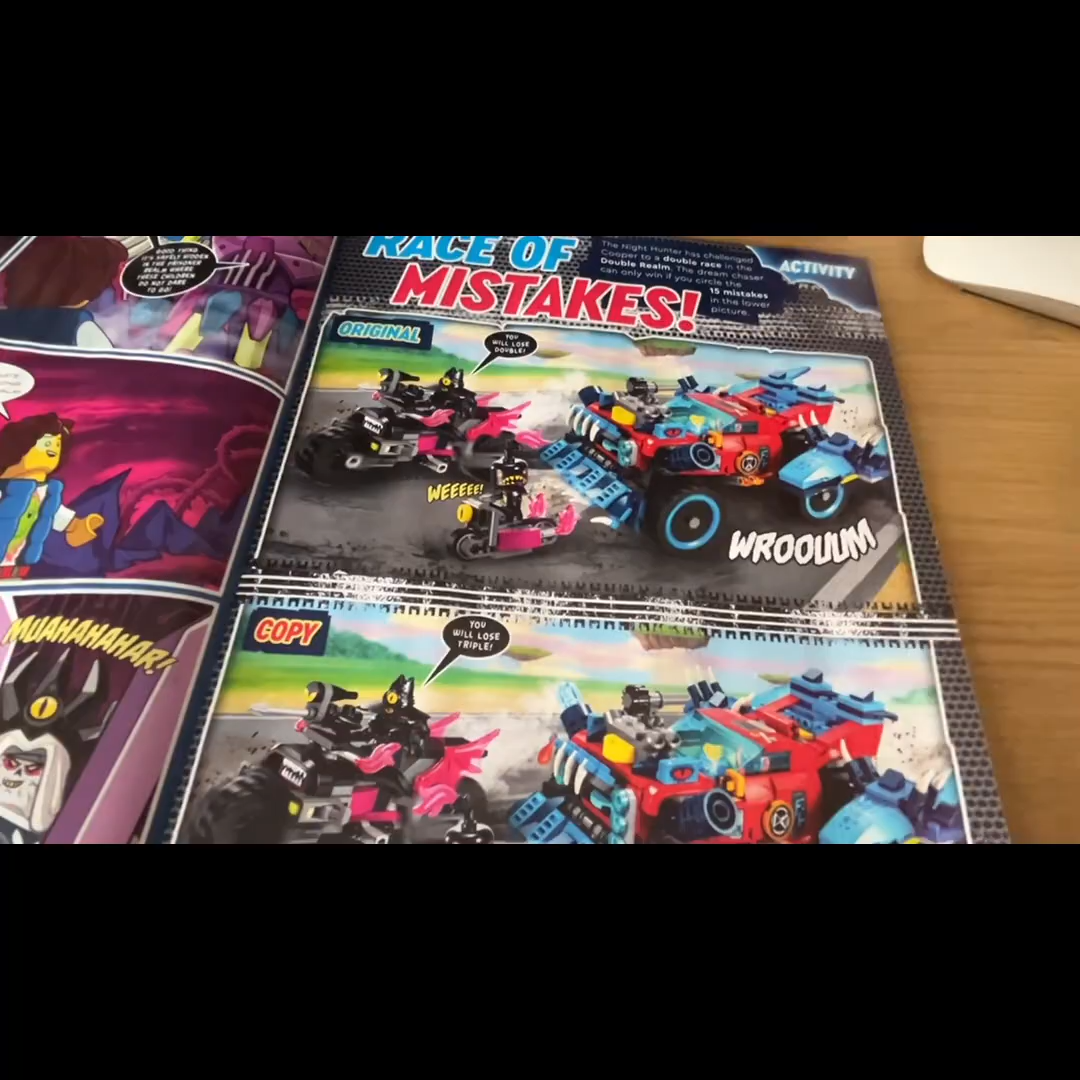 GOOD THING
IT'S SAFELY HIDDEN
IN THE PRISONER
REALM WHERE
THESE CHILDREN
DO NOT DARE
TO GO!
MUAHAHAHAR!
RACE OF
MISTAKES!
The Night Hunter has challenged
Cooper to a double race in the
Double Realm. The dream chaser
can only win if you circle the
15 mistakes
in the lower
picture.
ACTIVITY
ORIGINAL
YOU
WILL LOSE
DOUBLE!
WEEEEE!
WROOUUM
COPY
YOU
WILL LOSE
TRIPLE!